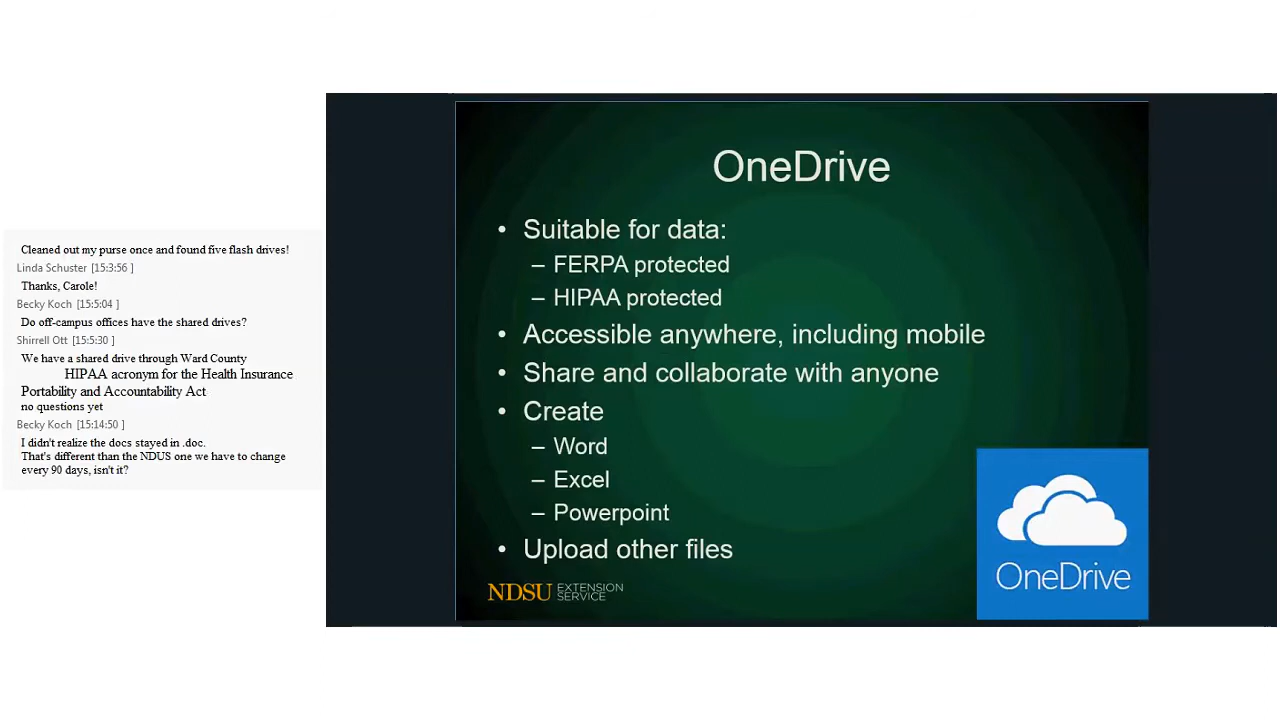 Cleaned out my purse once and found five flash drives!
Linda Schuster [15:3:56 ]
Thanks, Carole!
Becky Koch [15:5:04 ]
Do off-campus offices have the shared drives?
Shirrell Ott [15:5:30 ]
We have a shared drive through Ward County
HIPAA acronym for the Health Insurance
Portability and Accountability Act
no questions yet
Becky Koch [15:14:50 ]
I didn't realize the docs stayed in .doc.
That's different than the NDUS one we have to change
every 90 days, isn't it?
OneDrive
• Suitable for data:
– FERPA protected
– HIPAA protected
• Accessible anywhere, including mobile
• Share and collaborate with anyone
• Create
– Word
– Excel
– Powerpoint
• Upload other files
NDSU EXTENSION
SERVICE
OneDrive